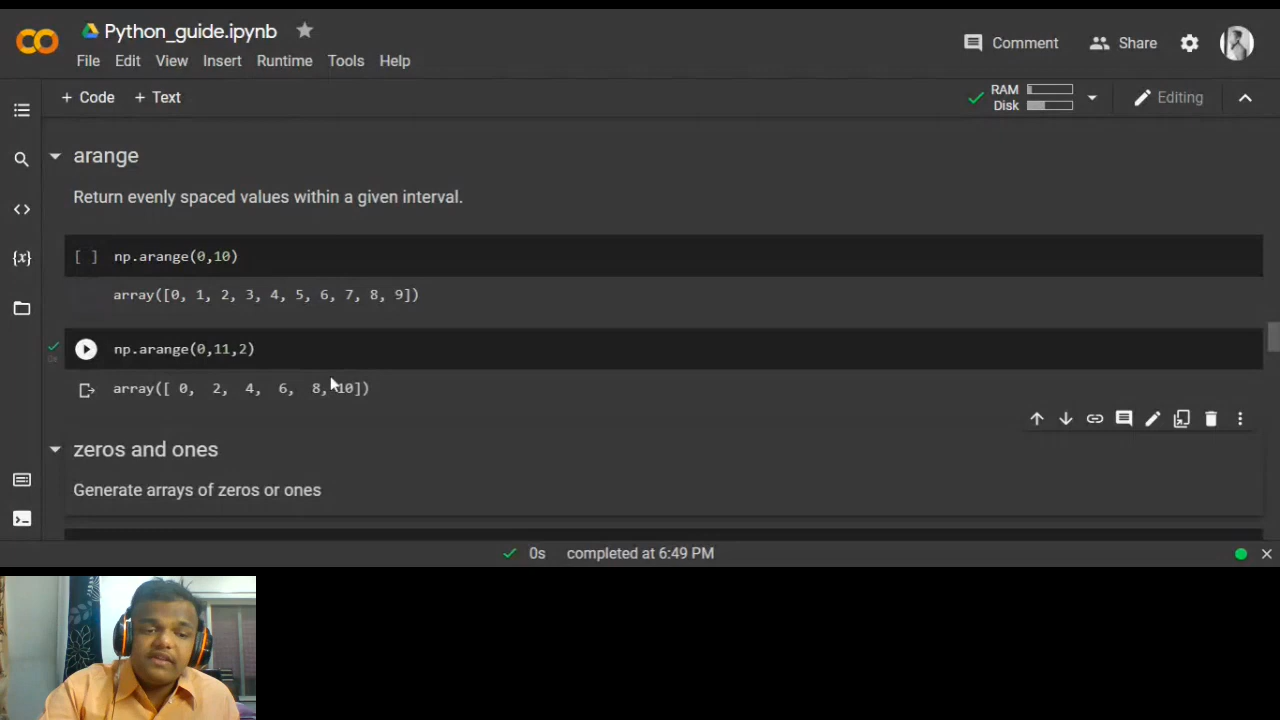 Python_guide.ipynb
File Edit View Insert Runtime Tools Help
Comment Share
+ Code + Text
RAM
Disk
Editing
arange
Return evenly spaced values within a given interval.
[ ] np.arange(0,10)
array([0, 1, 2, 3, 4, 5, 6, 7, 8, 9])
np.arange(0,11,2)
0s
array([ 0, 2, 4, 6, 8, 10])
zeros and ones
Generate arrays of zeros or ones
0s completed at 6:49 PM